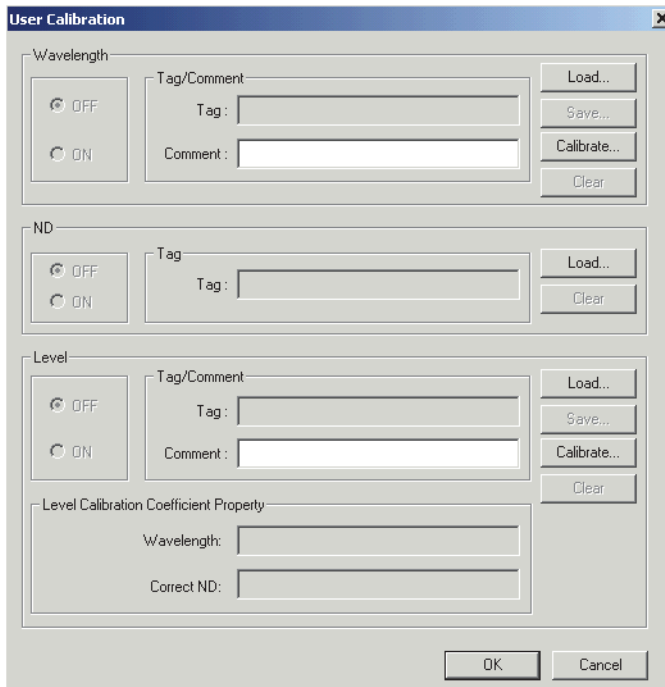 User Calibration
Wavelength
OFF
ON
Tag/Comment
Tag :
Comment :
Load...
Save...
Calibrate...
Clear
ND
OFF
ON
Tag
Tag :
Load...
Clear
Level
OFF
ON
Tag/Comment
Tag :
Comment :
Load...
Save...
Calibrate...
Clear
Level Calibration Coefficient Property
Wavelength:
Correct ND:
OK
Cancel